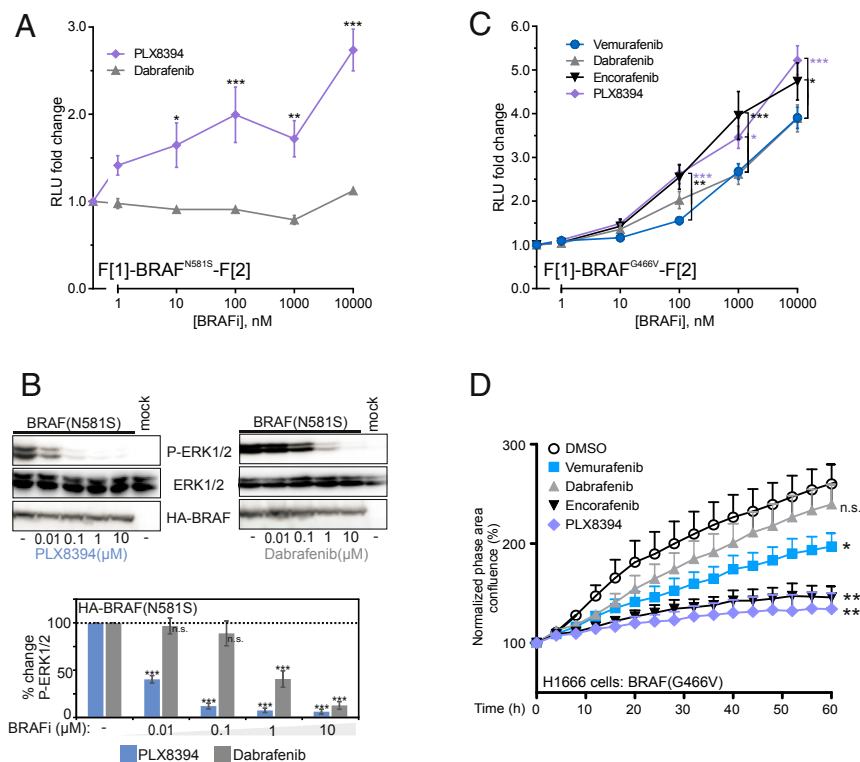 A
3.0
2.0
1.0
0.0
RLU fold change
PLX8394
Dabrafenib
*
***
**
***
F[1]-BRAF^N581S-F[2]
1 10 100 1000 10000
[BRAFi], nM
C
6.0
5.0
4.0
3.0
2.0
1.0
0.0
RLU fold change
Vemurafenib
Dabrafenib
Encorafenib
PLX8394
***
**
***
*
***
*
F[1]-BRAF^G466V-F[2]
1 10 100 1000 10000
[BRAFi], nM
B
BRAF(N581S) mock
BRAF(N581S) mock
P-ERK1/2
ERK1/2
HA-BRAF
- 0.01 0.1 1 10 -
PLX8394(μM)
- 0.01 0.1 1 10 -
Dabrafenib(μM)
HA-BRAF(N581S)
100
50
0
% change
P-ERK1/2
n.s.
n.s.
***
***
***
***
***
***
BRAFi (μM): - 0.01 0.1 1 10
PLX8394 Dabrafenib
D
300
200
100
Normalized phase area
confluence (%)
DMSO
Vemurafenib
Dabrafenib
Encorafenib
PLX8394
n.s.
*
**
**
H1666 cells: BRAF(G466V)
Time (h) 0 10 20 30 40 50 60